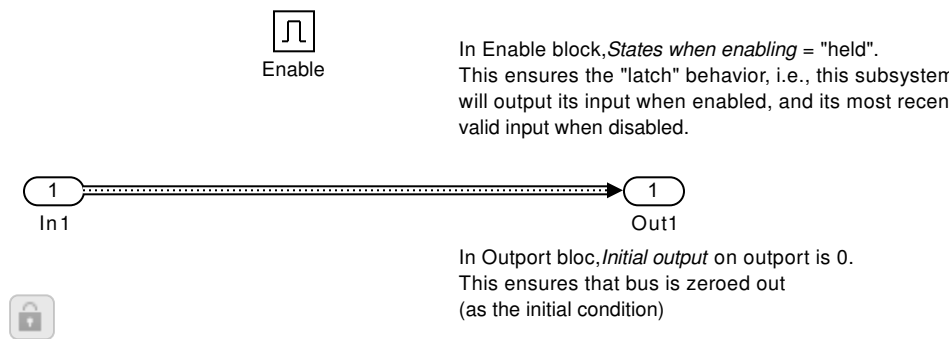 Enable
In Enable block,States when enabling = "held".
This ensures the "latch" behavior, i.e., this subsystem
will output its input when enabled, and its most recen
valid input when disabled.
1
In1
1
Out1
In Outport bloc,Initial output on outport is 0.
This ensures that bus is zeroed out
(as the initial condition)